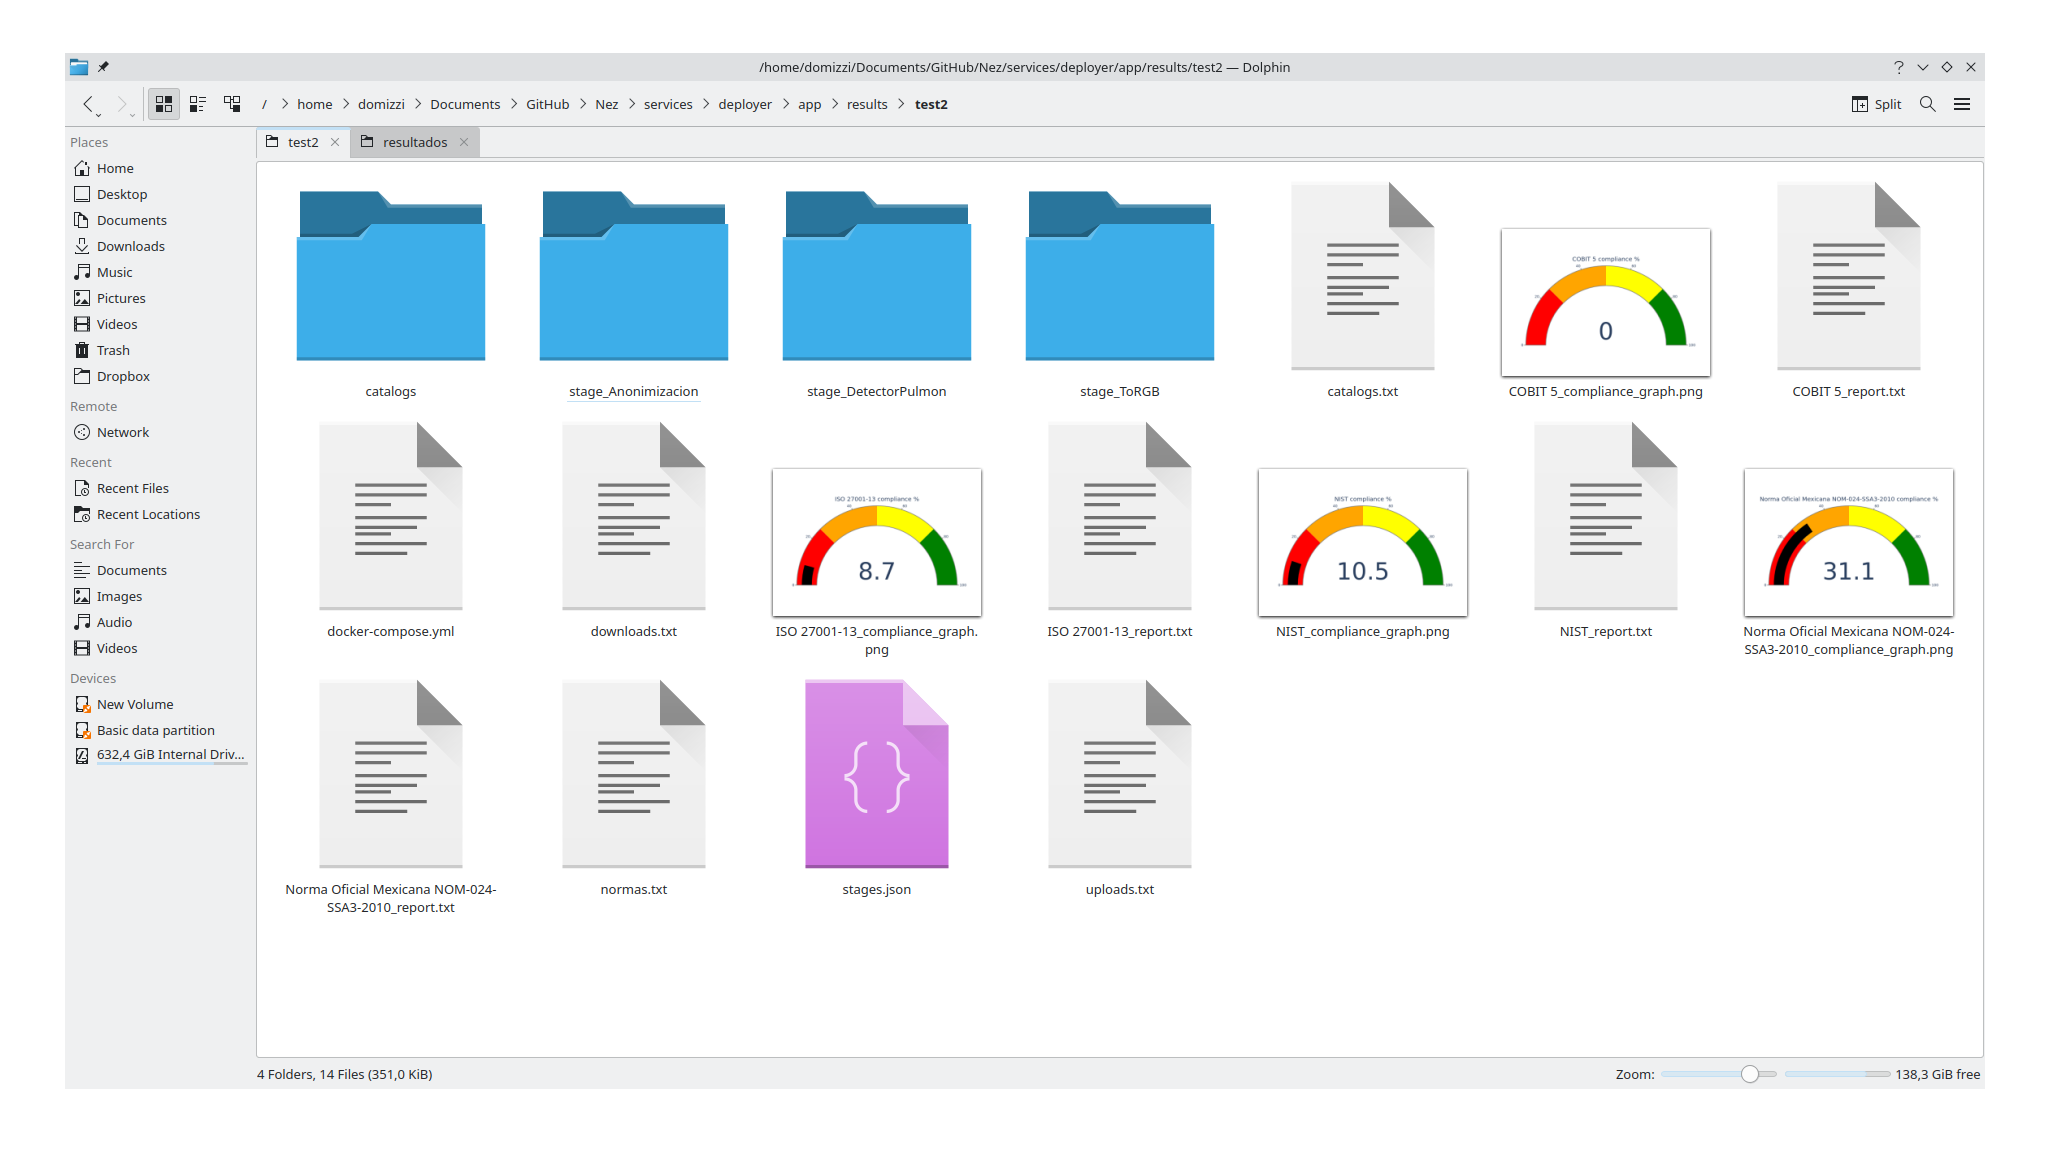 /home/domizzi/Documents/GitHub/Nez/services/deployer/app/results/test2 — Dolphin
/ > home > domizzi > Documents > GitHub > Nez > services > deployer > app > results > test2
Split
Places
Home
Desktop
Documents
Downloads
Music
Pictures
Videos
Trash
Dropbox
Remote
Network
Recent
Recent Files
Recent Locations
Search For
Documents
Images
Audio
Videos
Devices
New Volume
Basic data partition
632,4 GiB Internal Driv...
test2
resultados
COBIT 5 compliance %
0
catalogs
stage_Anonimizacion
stage_DetectorPulmon
stage_ToRGB
catalogs.txt
COBIT 5_compliance_graph.png
COBIT 5_report.txt
ISO 27001-13 compliance %
8.7
NIST compliance %
10.5
Norma Oficial Mexicana NOM-024-SSA3-2010 compliance %
31.1
docker-compose.yml
downloads.txt
ISO 27001-13_compliance_graph.
png
ISO 27001-13_report.txt
NIST_compliance_graph.png
NIST_report.txt
Norma Oficial Mexicana NOM-024-
SSA3-2010_compliance_graph.png
{}
Norma Oficial Mexicana NOM-024-
SSA3-2010_report.txt
normas.txt
stages.json
uploads.txt
4 Folders, 14 Files (351,0 KiB)
Zoom:
138,3 GiB free